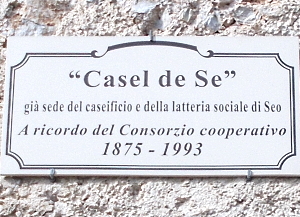 “Casel de Se”
già sede del caseificio e della latteria sociale di Seo
A ricordo del Consorzio cooperativo
1875 - 1993